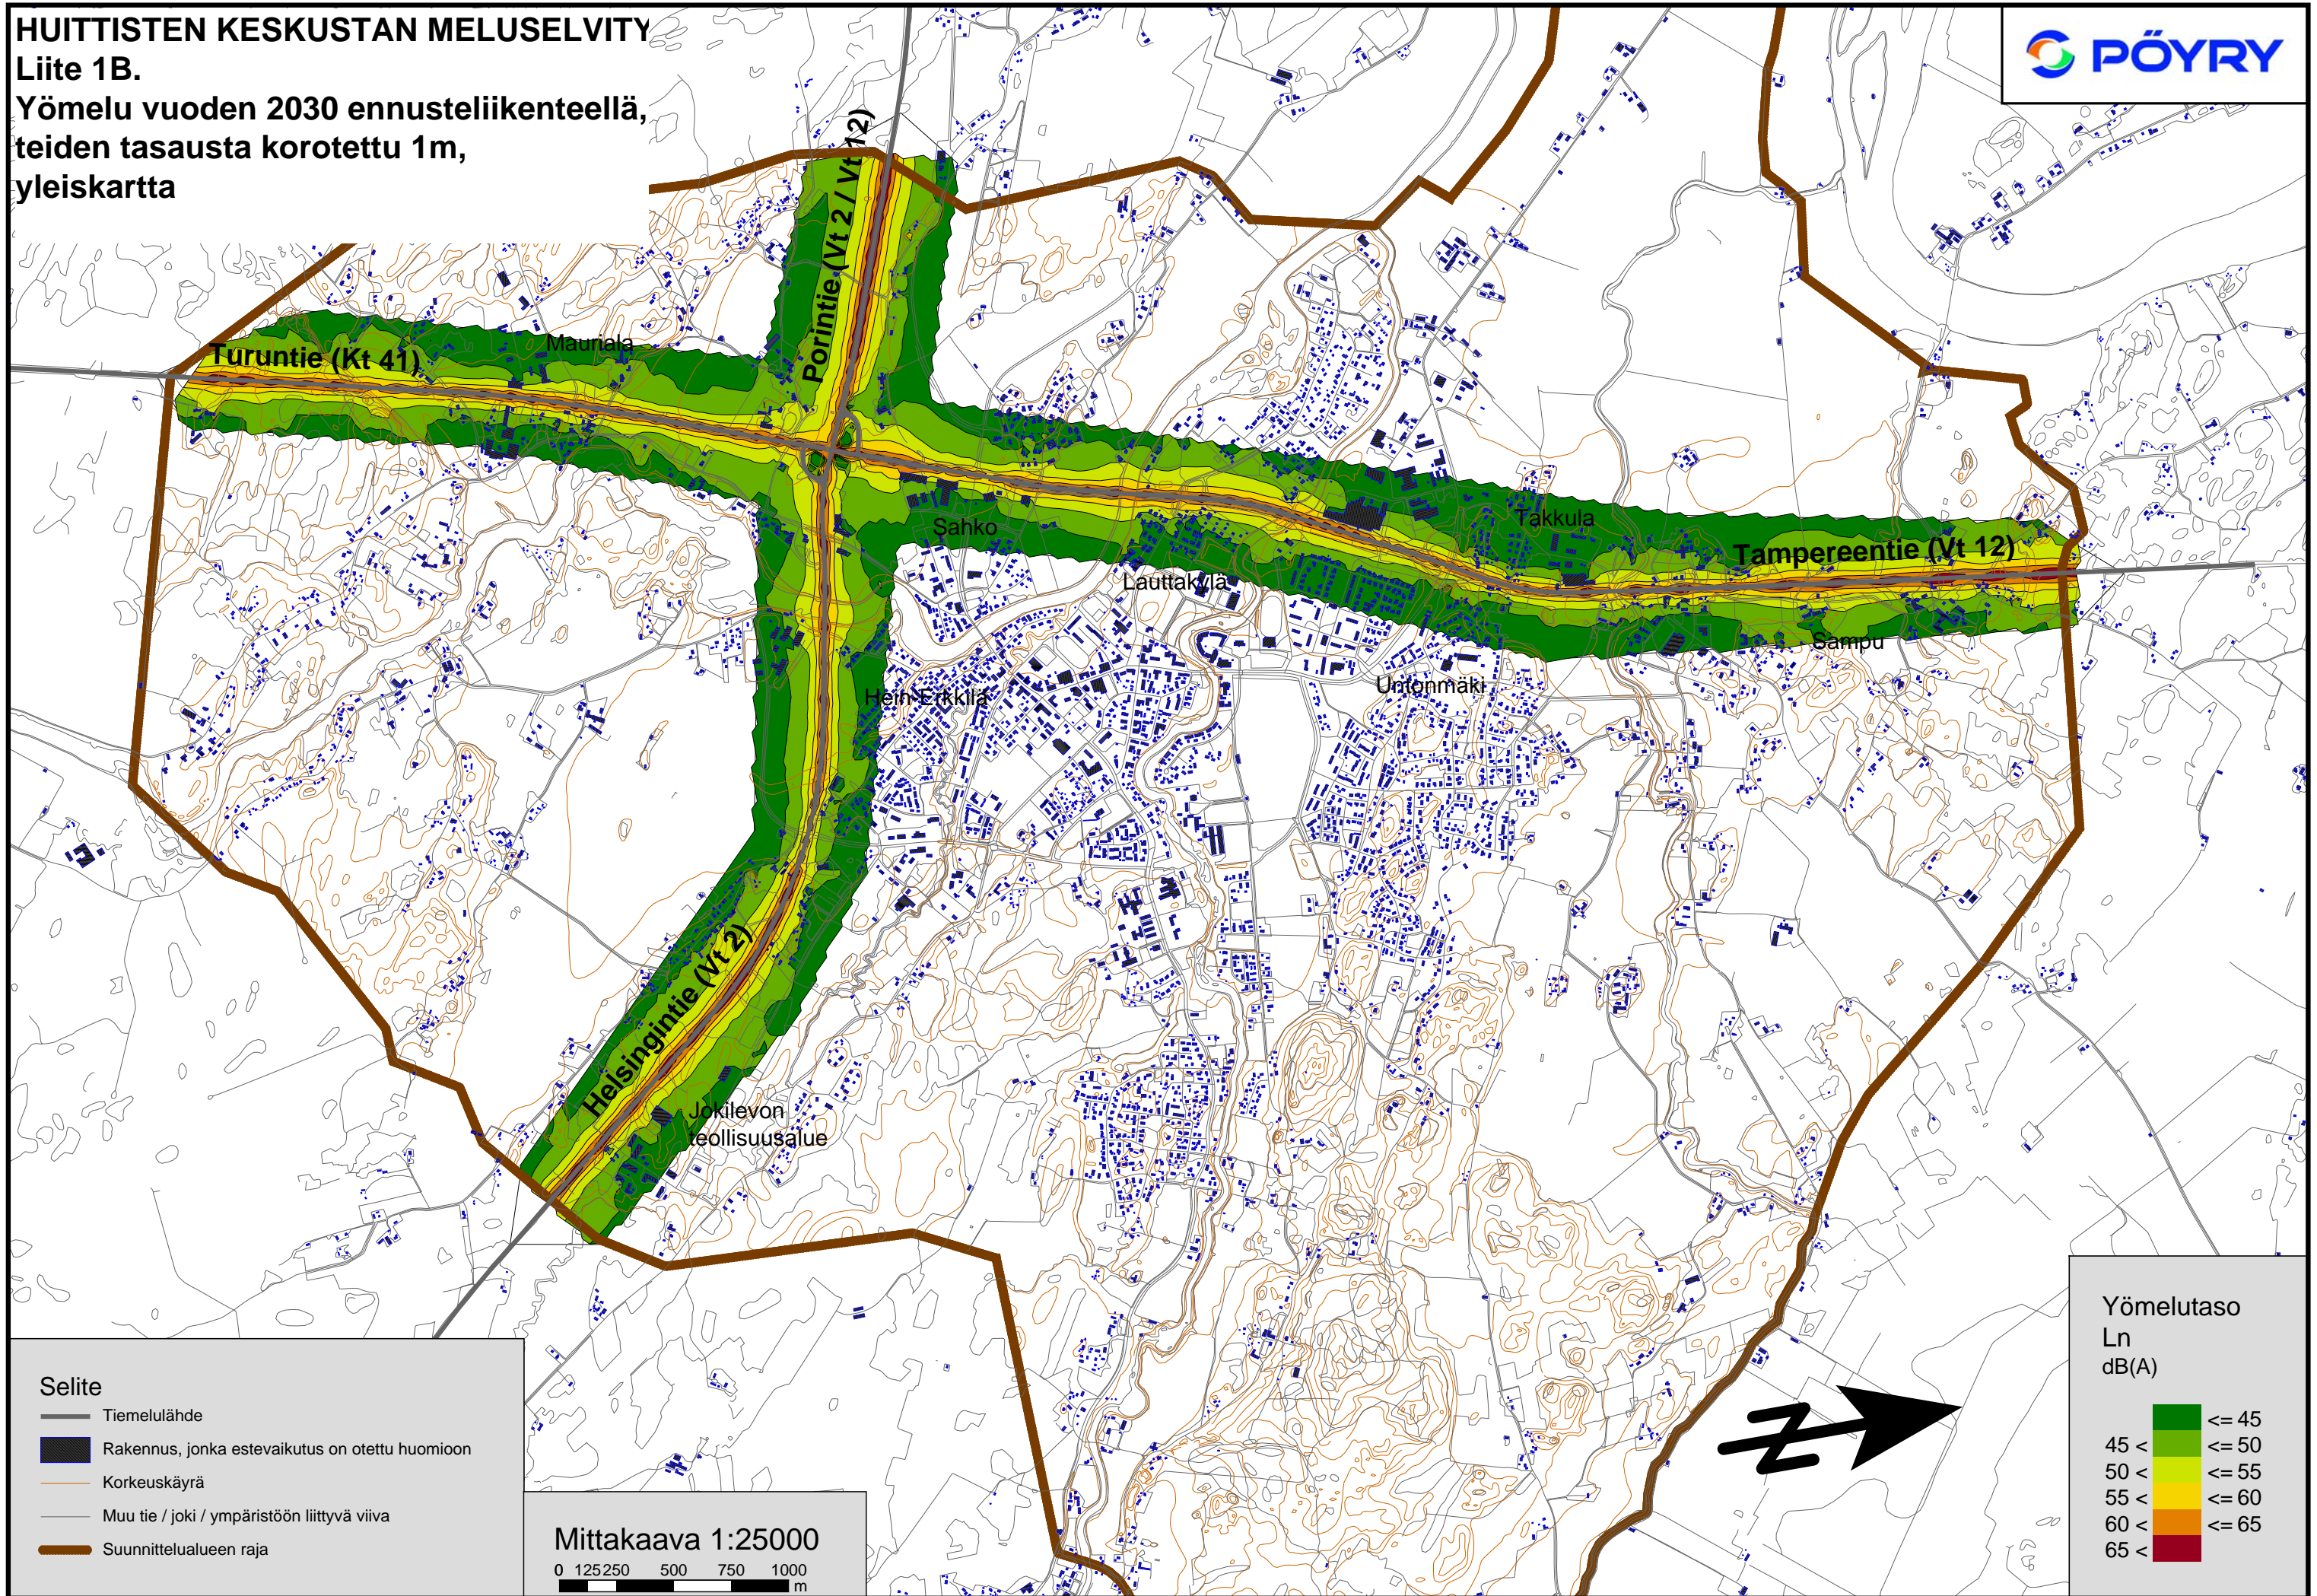 HUITTISTEN KESKUSTAN MELUSELVITY
Liite 1B.
Yömelu vuoden 2030 ennusteliikenteellä,
teiden tasausta korotettu 1m,
yleiskartta
PÖYRY
Porintie (Vt 2 / Vt 12)
Turuntie (Kt 41)
Mauriala
Sahko
Takkula
Tampereentie (Vt 12)
Lauttakylä
Sampu
Untonmäki
Hein-Erkkilä
Helsingintie (Vt 2)
Jokilevon
teollisuusalue
Selite
Tiemelulähde
Rakennus, jonka estevaikutus on otettu huomioon
Korkeuskäyrä
Muu tie / joki / ympäristöön liittyvä viiva
Suunnittelualueen raja
Mittakaava 1:25000
0 125 250 500 750 1000
m
N
Yömelutaso
Ln
dB(A)
<= 45
45 < <= 50
50 < <= 55
55 < <= 60
60 < <= 65
65 <